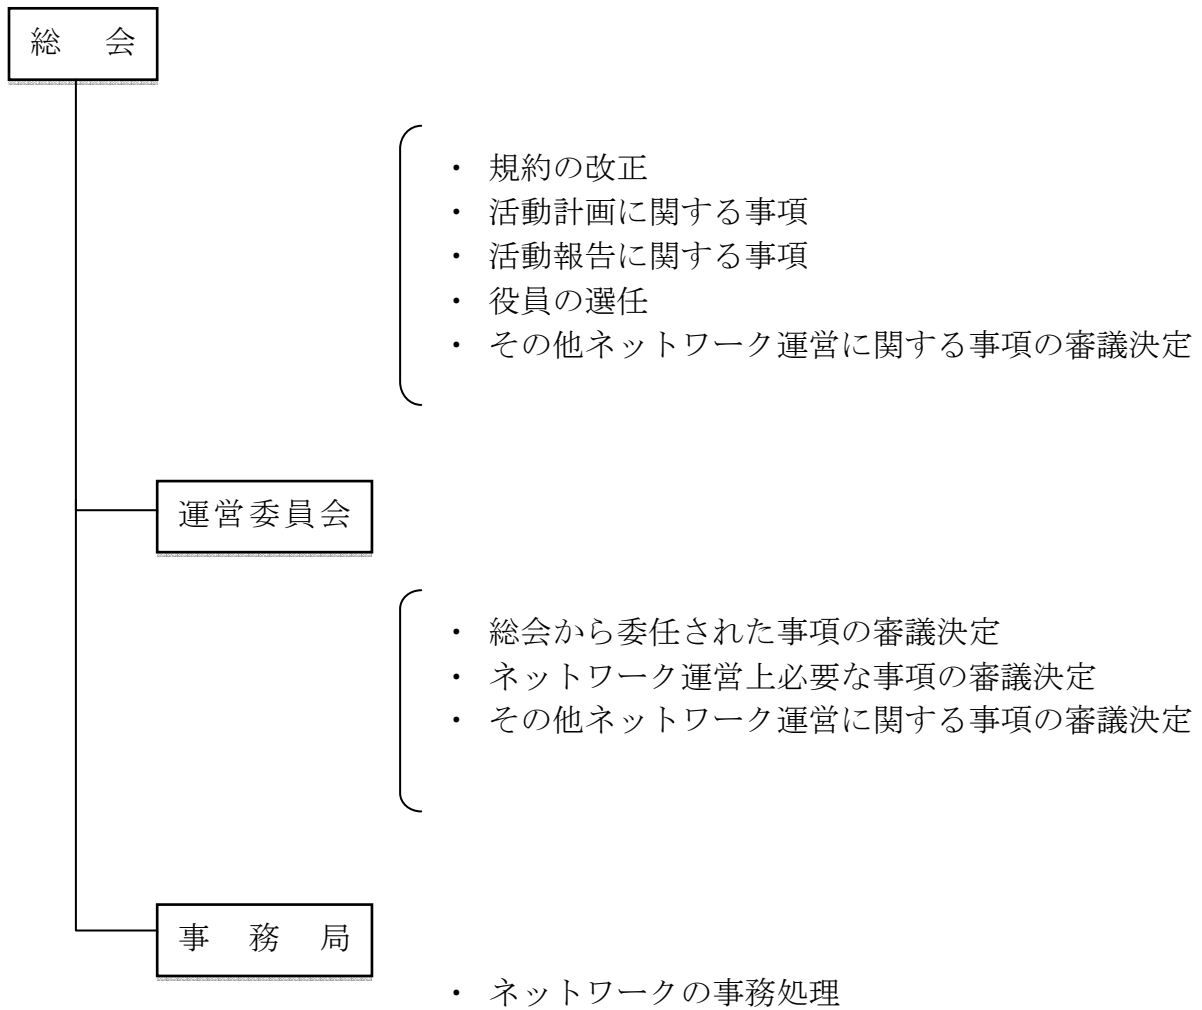 総　会
・ 規約の改正
・ 活動計画に関する事項
・ 活動報告に関する事項
・ 役員の選任
・ その他ネットワーク運営に関する事項の審議決定
運営委員会
・ 総会から委任された事項の審議決定
・ ネットワーク運営上必要な事項の審議決定
・ その他ネットワーク運営に関する事項の審議決定
事　務　局
・ ネットワークの事務処理